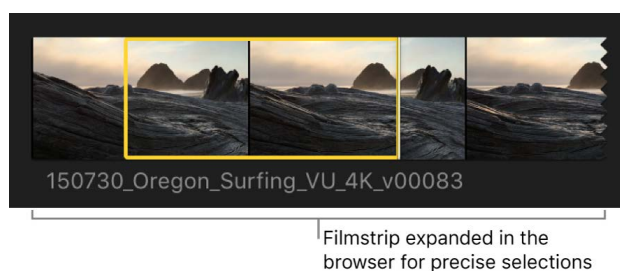 150730_Oregon_Surfing_VU_4K_v00083
Filmstrip expanded in the
browser for precise selections